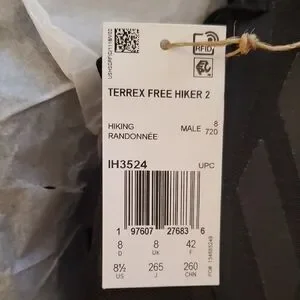 RFID
TERREX FREE HIKER 2
HIKING
RANDONNÉE
MALE 8
720
IH3524
UPC
1 97607 27683 6
8 8 42
D UK F
8½ 265 260
US J CHN